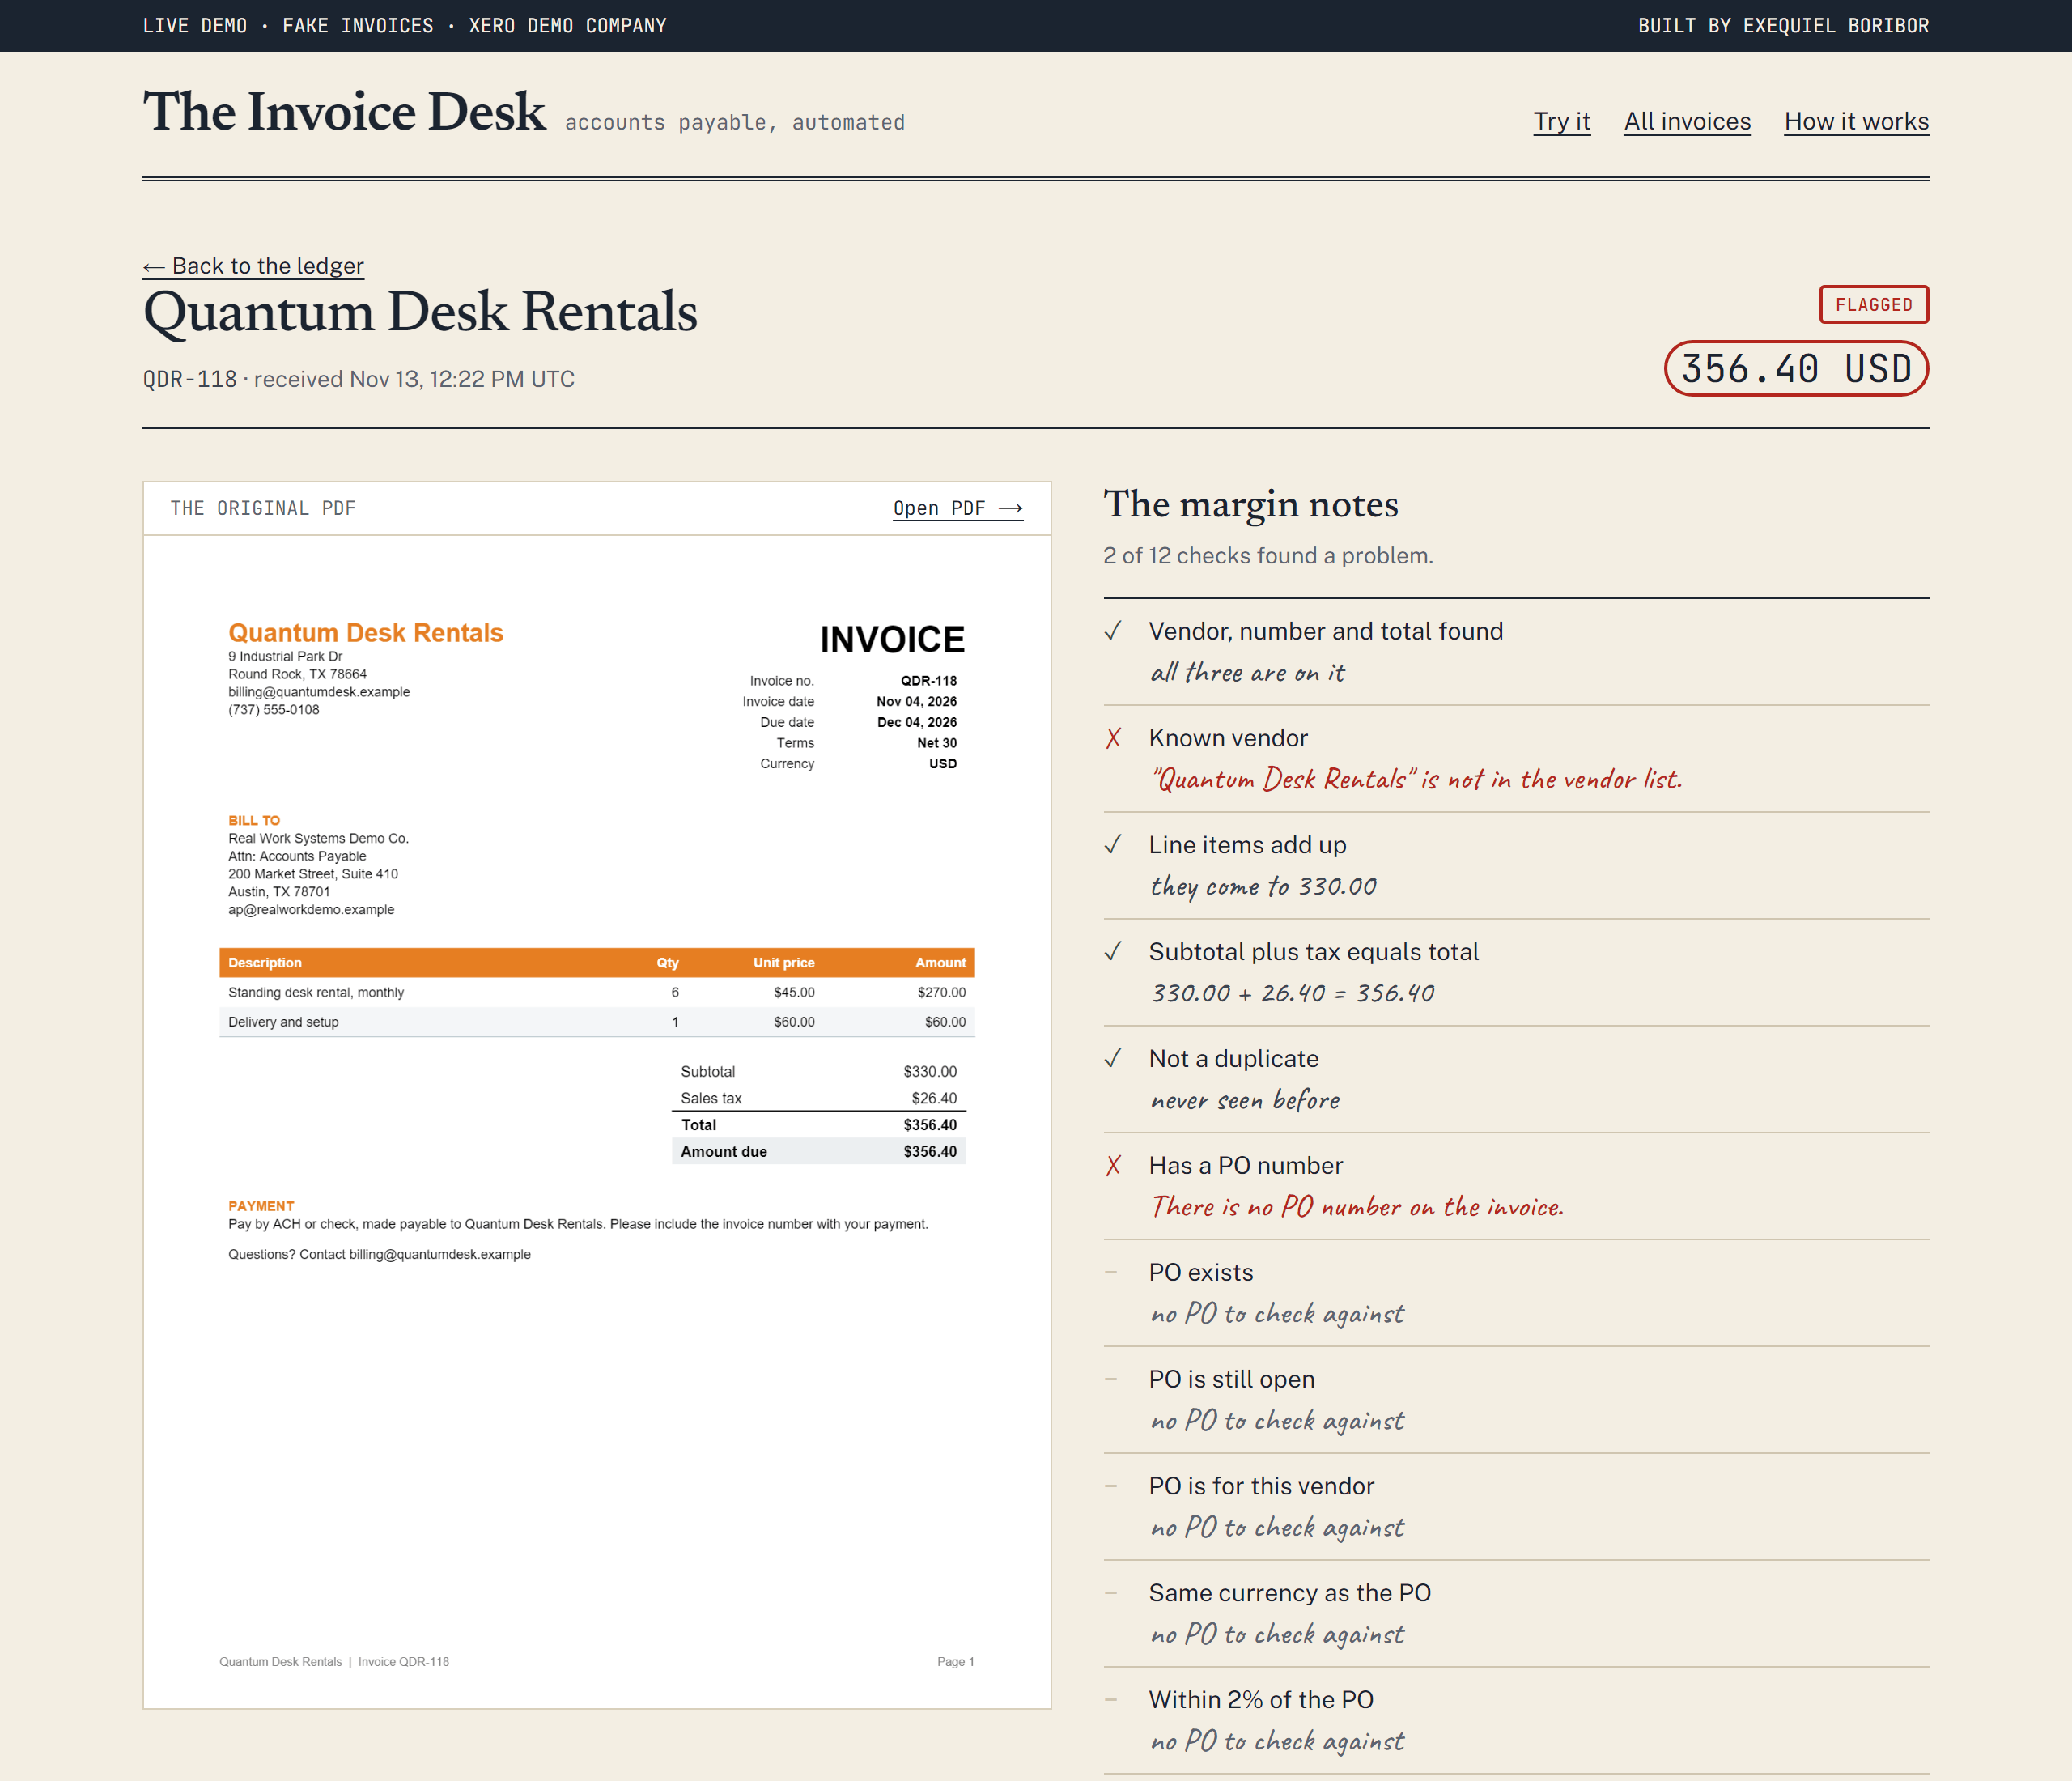 LIVE DEMO · FAKE INVOICES · XERO DEMO COMPANY
BUILT BY EXEQUIEL BORIBOR
The Invoice Desk accounts payable, automated
Try it All invoices How it works
← Back to the ledger
Quantum Desk Rentals
QDR-118 · received Nov 13, 12:22 PM UTC
FLAGGED
356.40 USD
THE ORIGINAL PDF
Open PDF →
Quantum Desk Rentals
9 Industrial Park Dr
Round Rock, TX 78664
billing@quantumdesk.example
(737) 555-0108
INVOICE
Invoice no. QDR-118
Invoice date Nov 04, 2026
Due date Dec 04, 2026
Terms Net 30
Currency USD
BILL TO
Real Work Systems Demo Co.
Attn: Accounts Payable
200 Market Street, Suite 410
Austin, TX 78701
ap@realworkdemo.example
Description Qty Unit price Amount
Standing desk rental, monthly 6 $45.00 $270.00
Delivery and setup 1 $60.00 $60.00
Subtotal $330.00
Sales tax $26.40
Total $356.40
Amount due $356.40
PAYMENT
Pay by ACH or check, made payable to Quantum Desk Rentals. Please include the invoice number with your payment.
Questions? Contact billing@quantumdesk.example
Quantum Desk Rentals | Invoice QDR-118
Page 1
The margin notes
2 of 12 checks found a problem.
✓ Vendor, number and total found
all three are on it
✗ Known vendor
"Quantum Desk Rentals" is not in the vendor list.
✓ Line items add up
they come to 330.00
✓ Subtotal plus tax equals total
330.00 + 26.40 = 356.40
✓ Not a duplicate
never seen before
✗ Has a PO number
There is no PO number on the invoice.
– PO exists
no PO to check against
– PO is still open
no PO to check against
– PO is for this vendor
no PO to check against
– Same currency as the PO
no PO to check against
– Within 2% of the PO
no PO to check against